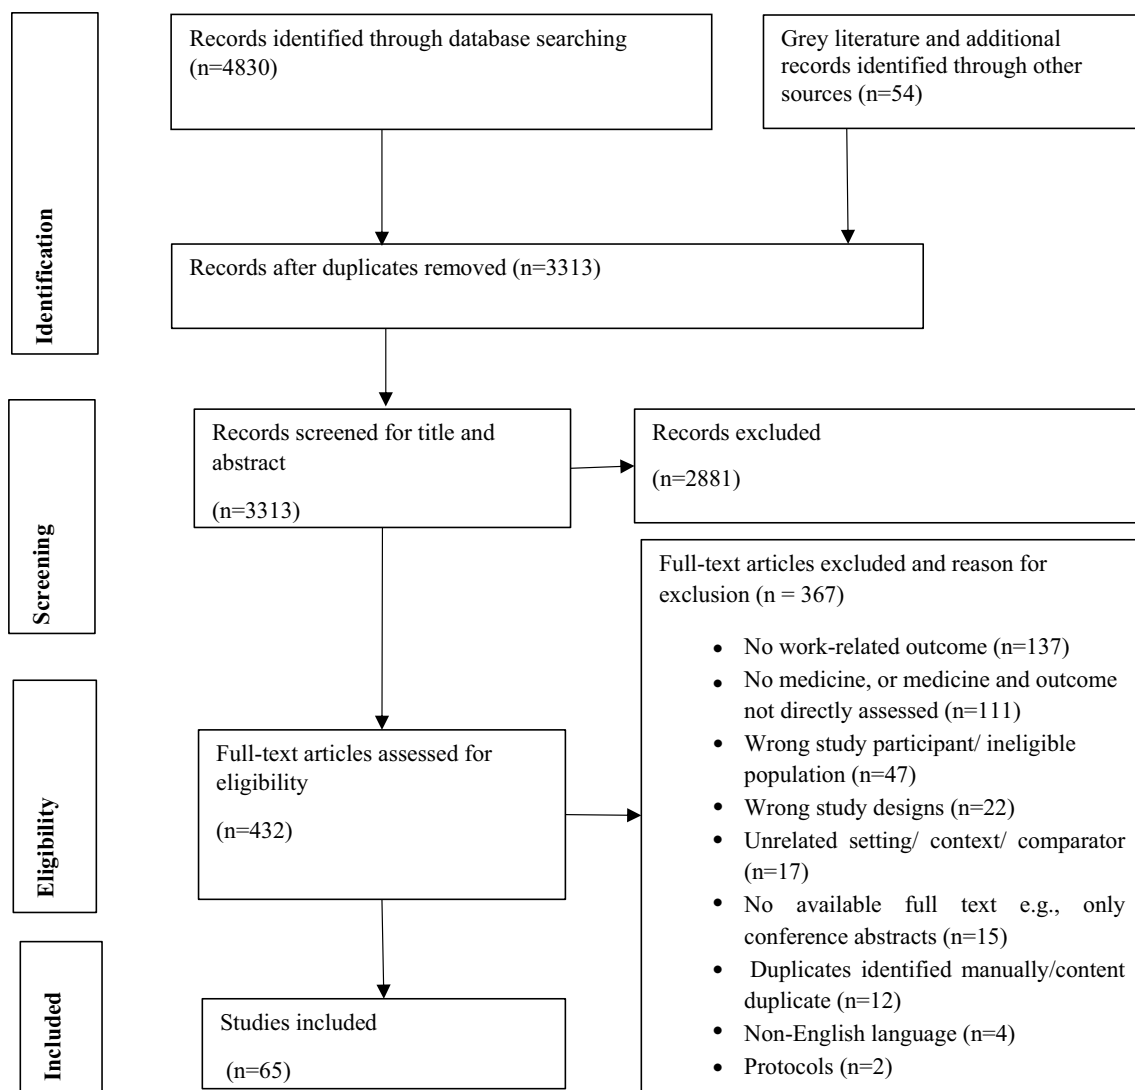 Records identified through database searching
(n=4830)
Grey literature and additional
records identified through other
sources (n=54)
Identification
Records after duplicates removed (n=3313)
Screening
Records screened for title and
abstract
(n=3313)
Records excluded
(n=2881)
Full-text articles excluded and reason for
exclusion (n = 367)
• No work-related outcome (n=137)
• No medicine, or medicine and outcome
not directly assessed (n=111)
• Wrong study participant/ ineligible
population (n=47)
• Wrong study designs (n=22)
• Unrelated setting/ context/ comparator
(n=17)
• No available full text e.g., only
conference abstracts (n=15)
• Duplicates identified manually/content
duplicate (n=12)
• Non-English language (n=4)
• Protocols (n=2)
Eligibility
Full-text articles assessed for
eligibility
(n=432)
Included
Studies included
(n=65)